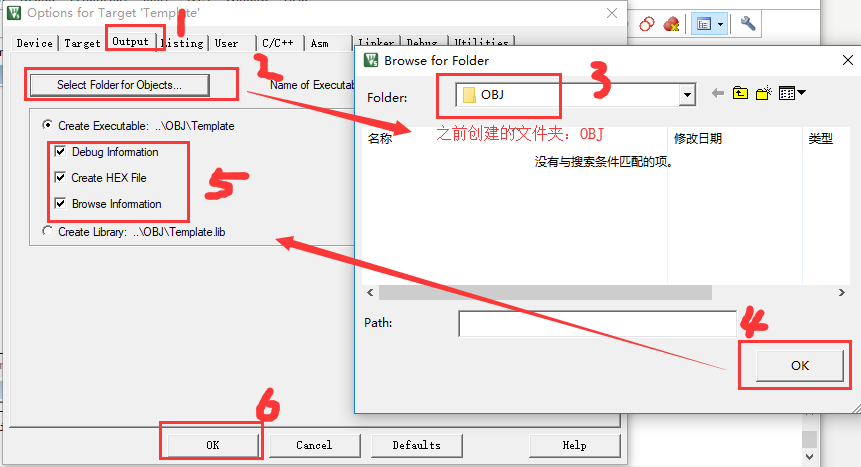 Options for Target 'Template'
1
Device Target Output Listing User C/C++ Asm Linker Debug Utilities
2
Select Folder for Objects...
Name of Executab
Create Executable: ..\OBJ\Template
Debug Information
Create HEX File
Browse Information
5
Create Library: ..\OBJ\Template.lib
6
OK
Cancel
Defaults
Help
Browse for Folder
3
Folder:
OBJ
名称
修改日期
类型
之前创建的文件夹：OBJ
没有与搜索条件匹配的项。
Path:
4
OK